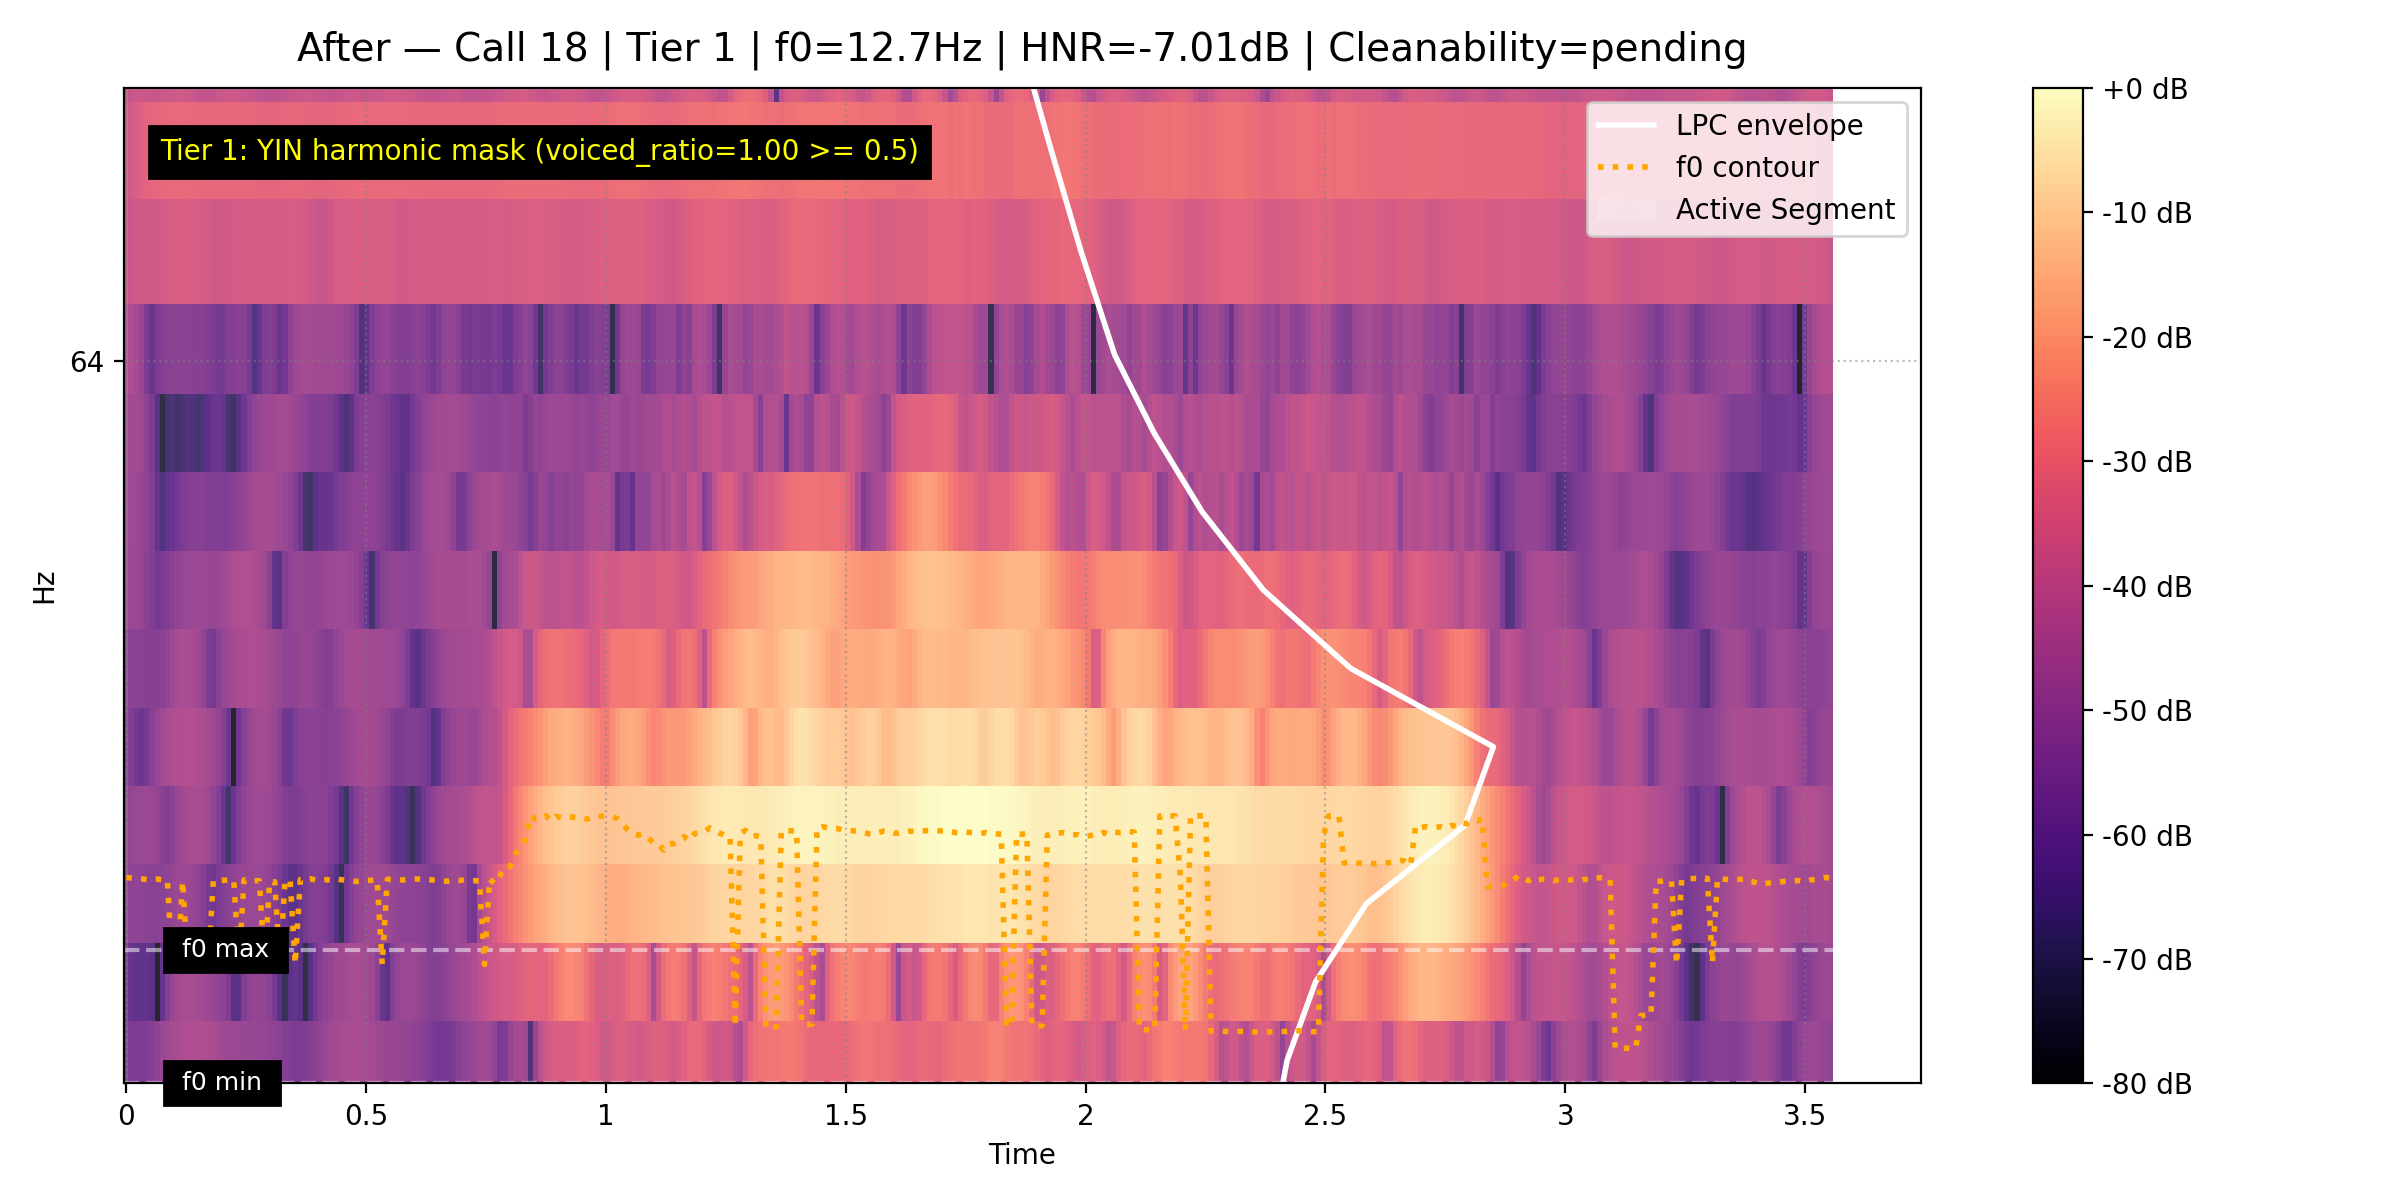 After — Call 18 | Tier 1 | f0=12.7Hz | HNR=-7.01dB | Cleanability=pending
Tier 1: YIN harmonic mask (voiced_ratio=1.00 >= 0.5)
LPC envelope
f0 contour
Active Segment
64
Hz
f0 max
f0 min
0
0.5
1
1.5
2
2.5
3
3.5
Time
+0 dB
-10 dB
-20 dB
-30 dB
-40 dB
-50 dB
-60 dB
-70 dB
-80 dB